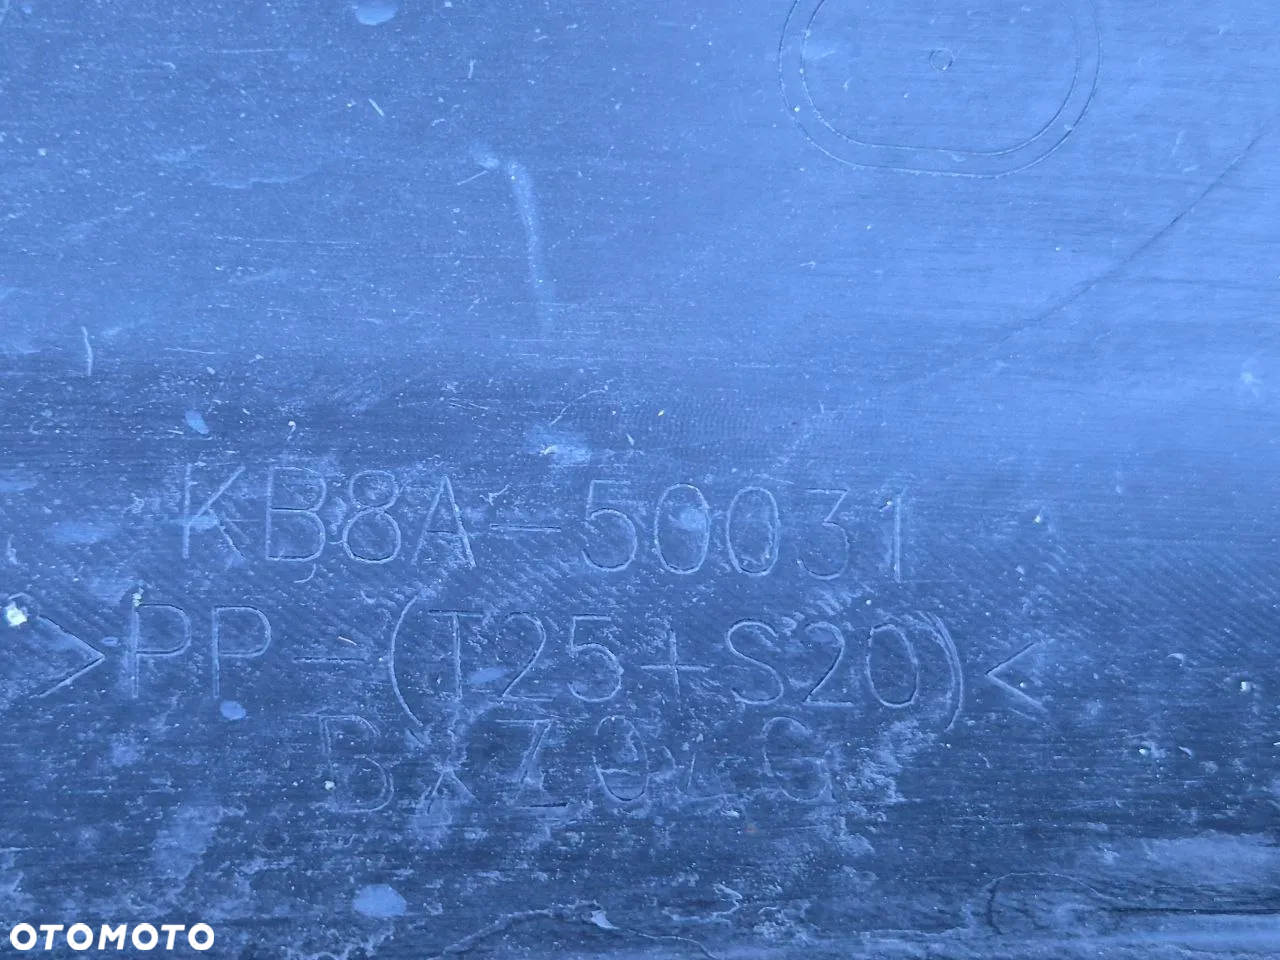 KB8A-50031
>PP-(T25+S20)<
OTOMOTO